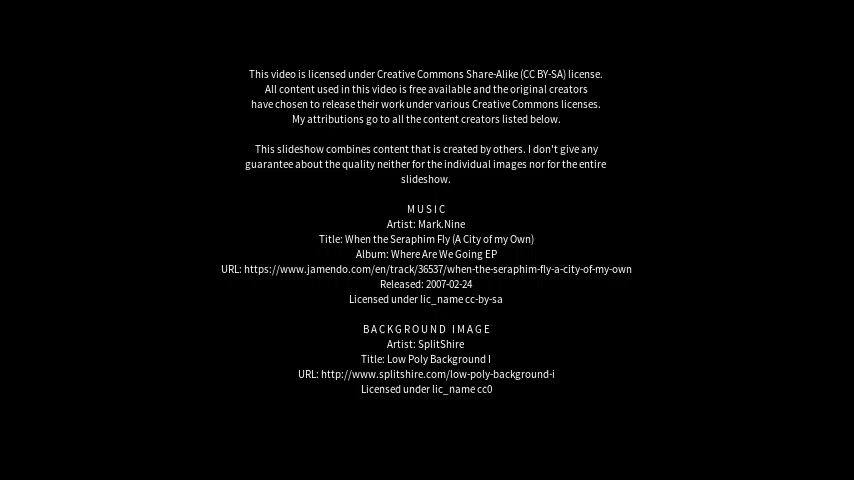 This video is licensed under Creative Commons Share-Alike (CC BY-SA) license.
All content used in this video is free available and the original creators
have chosen to release their work under various Creative Commons licenses.
My attributions go to all the content creators listed below.
This slideshow combines content that is created by others. I don't give any
guarantee about the quality neither for the individual images nor for the entire
slideshow.
MUSIC
Artist: Mark.Nine
Title: When the Seraphim Fly (A City of my Own)
Album: Where Are We Going EP
URL: https://www.jamendo.com/en/track/36537/when-the-seraphim-fly-a-city-of-my-own
Released: 2007-02-24
Licensed under lic_name cc-by-sa
BACKGROUND IMAGE
Artist: SplitShire
Title: Low Poly Background I
URL: http://www.splitshire.com/low-poly-background-i
Licensed under lic_name cc0